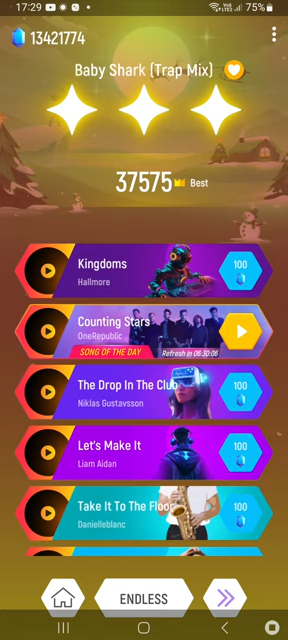 17:29
75%
13421774
Baby Shark (Trap Mix)
37575 Best
Kingdoms
Hallmore
100
Counting Stars
OneRepublic
SONG OF THE DAY
Refresh in 06:30:06
The Drop In The Club
Niklas Gustavsson
100
Let's Make It
Liam Aidan
100
Take It To The Floor
Danielleblanc
100
ENDLESS